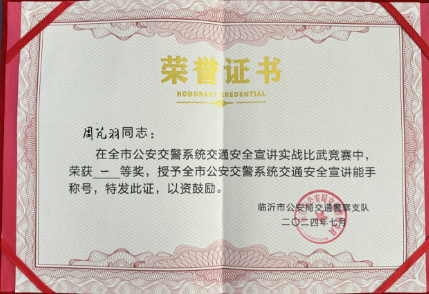 荣誉证书
HONORARY CREDENTIAL
周芃羽同志：
在全市公安交警系统交通安全宣讲实战比武竞赛中，
荣获 一 等奖，授予全市公安交警系统交通安全宣讲能手
称号，特发此证，以资鼓励。
临沂市公安局交通警察支队
二〇二四年七月